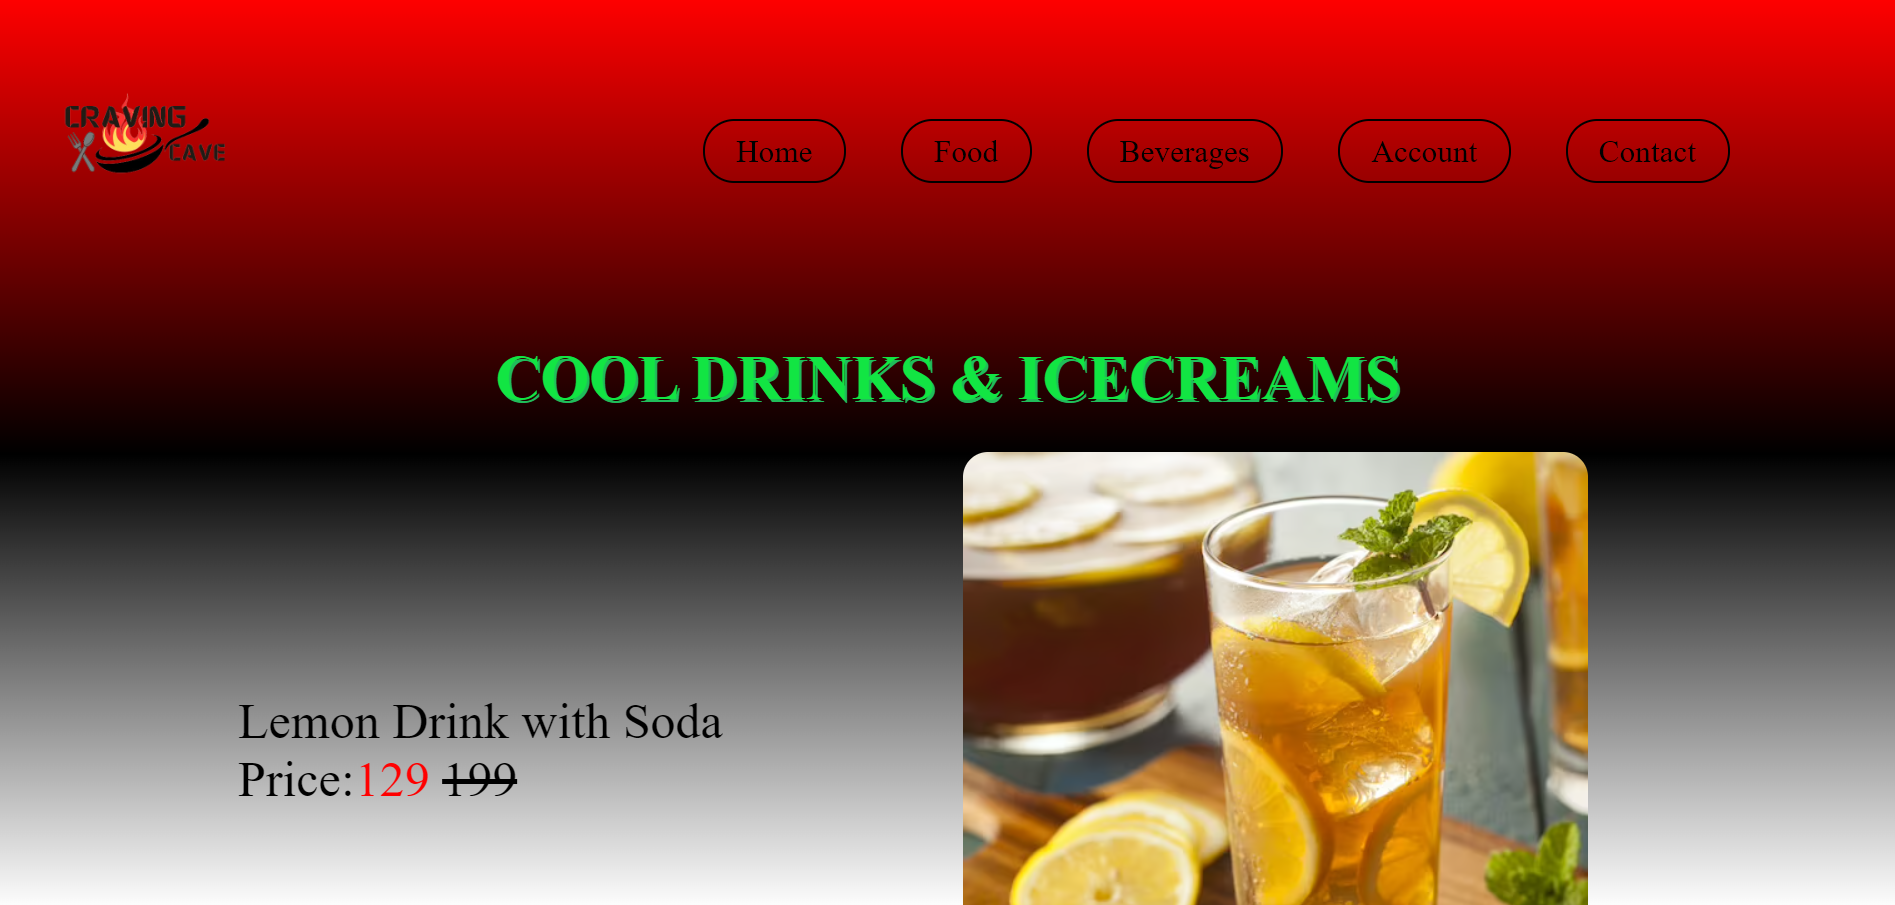 CRAVING
CAVE
Home Food Beverages Account Contact
COOL DRINKS & ICECREAMS
Lemon Drink with Soda
Price:129 199